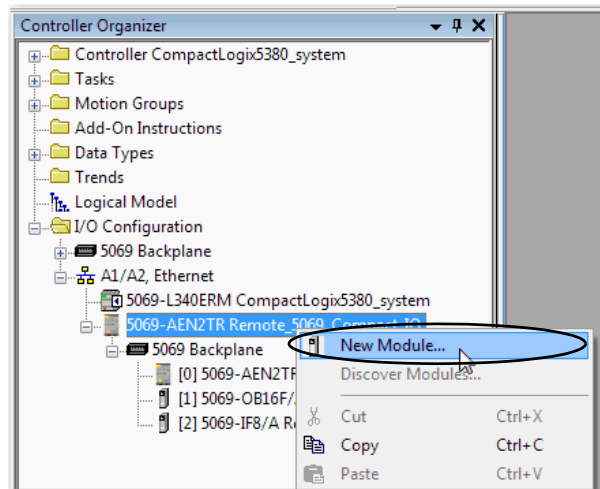 Controller Organizer
Controller CompactLogix5380_system
Tasks
Motion Groups
Add-On Instructions
Data Types
Trends
Logical Model
I/O Configuration
5069 Backplane
A1/A2, Ethernet
5069-L340ERM CompactLogix5380_system
5069-AEN2TR Remote_5069_Compact_IO
5069 Backplane
New Module...
[0] 5069-AEN2TR
Discover Modules...
[1] 5069-OB16F/
Cut Ctrl+X
[2] 5069-IF8/A R
Copy Ctrl+C
Paste Ctrl+V